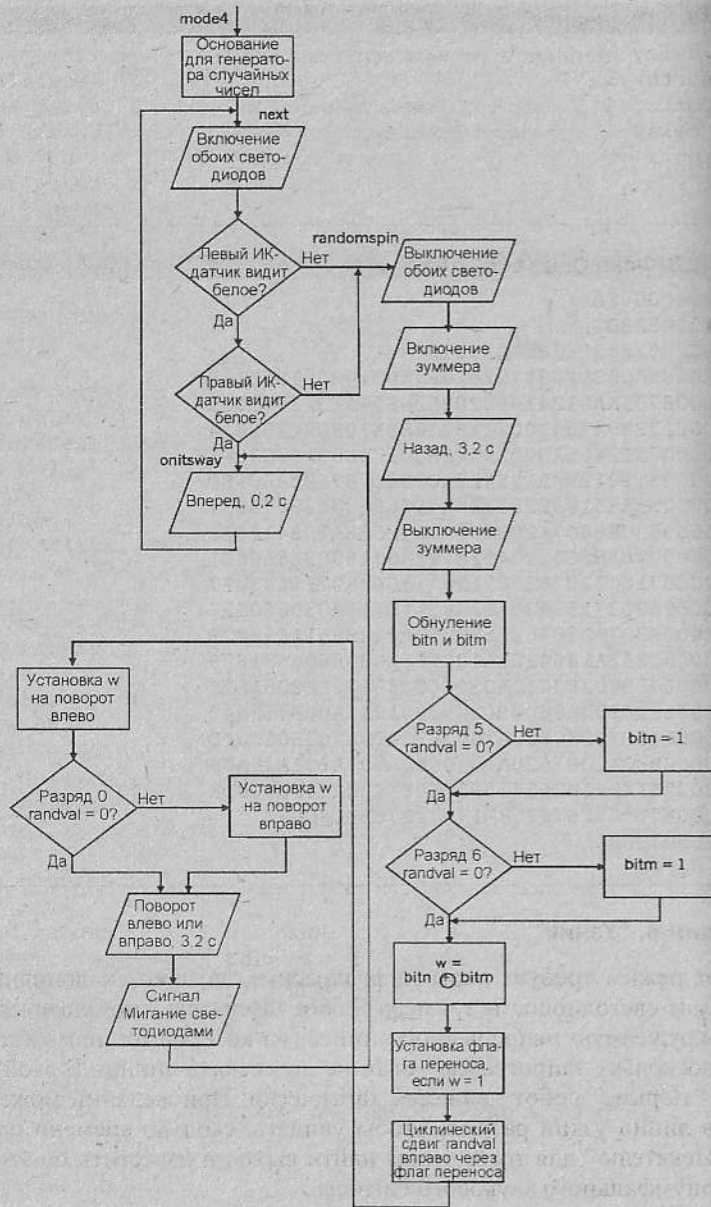 mode4
Основание
для генерато-
ра случайных
чисел
next
Включение
обоих свето-
диодов
Левый ИК-
датчик видит
белое?
Нет
Да
randomspin
Выключение
обоих свето-
диодов
Правый ИК-
датчик видит
белое?
Нет
Да
Включение
зуммера
onitsway
Вперед, 0,2 с
Назад, 3,2 с
Выключение
зуммера
Обнуление
bitn и bitm
Установка w
на поворот
влево
Разряд 5
randval = 0?
Нет
Да
bitn = 1
Разряд 0
randval = 0?
Нет
Да
Установка w
на поворот
вправо
Разряд 6
randval = 0?
Нет
Да
bitm = 1
Поворот
влево или
вправо, 3.2 с
w =
bitn ⊕ bitm
Сигнал
Мигание све-
тодиодами
Установка фла-
га переноса,
если w = 1
Циклический
сдвиг randval
вправо через
флаг переноса